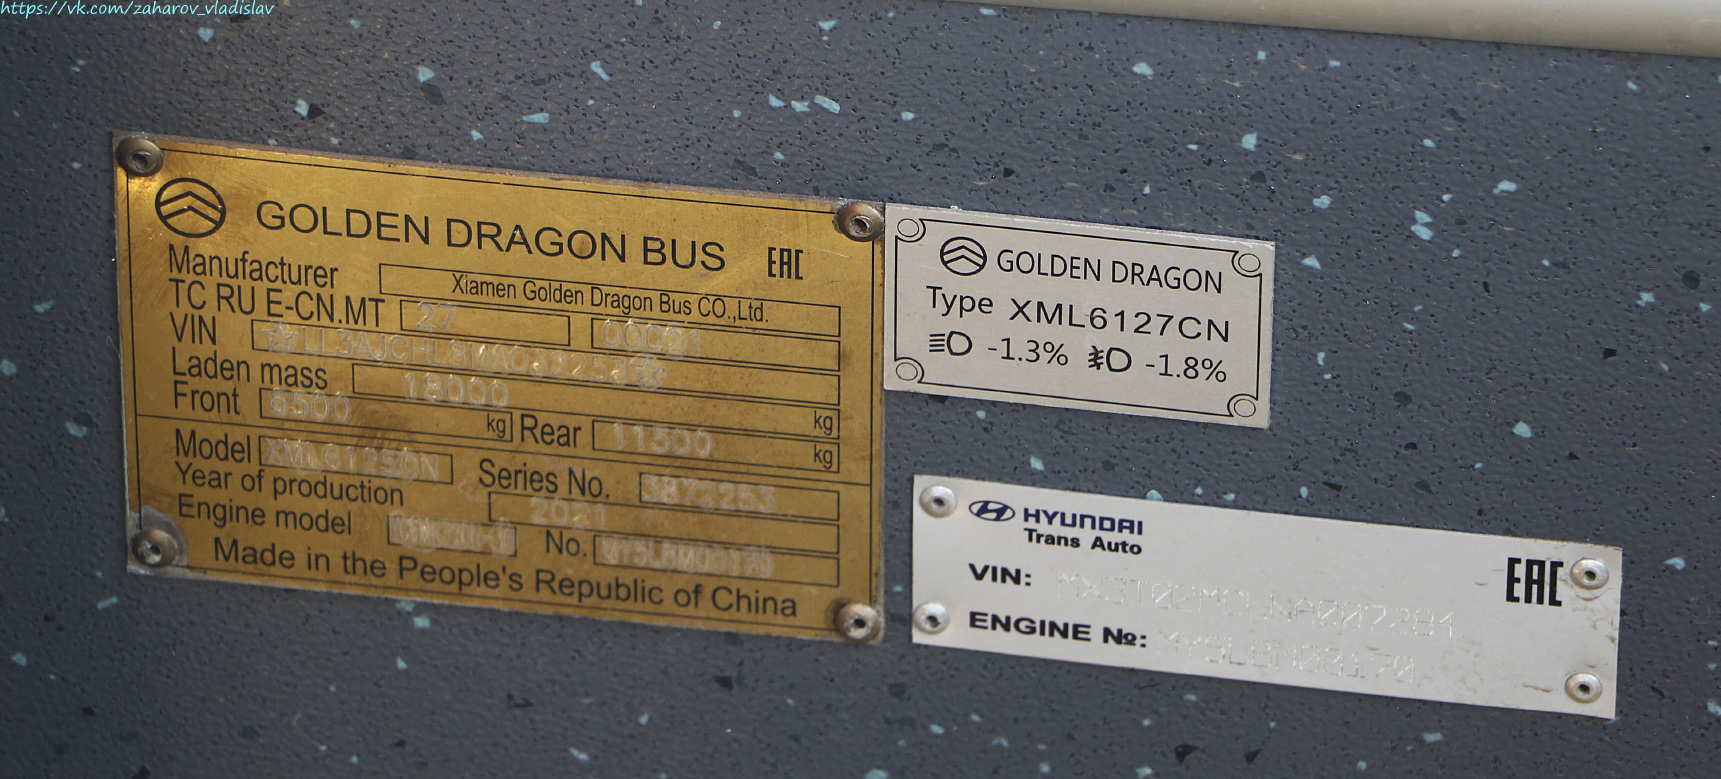 https://vk.com/zaharov_vladislav
GOLDEN DRAGON BUS EAC
Manufacturer Xiamen Golden Dragon Bus CO.,Ltd.
TC RU E-CN.MT 27 00021
VIN
Laden mass 18000 kg
Front 6500 kg Rear 11500 kg
Model XML6125CN Series No.
Year of production 2021
Engine model No.
Made in the People's Republic of China
GOLDEN DRAGON
Type XML6127CN
-1.3% -1.8%
HYUNDAI
Trans Auto
VIN: EAC
ENGINE №: